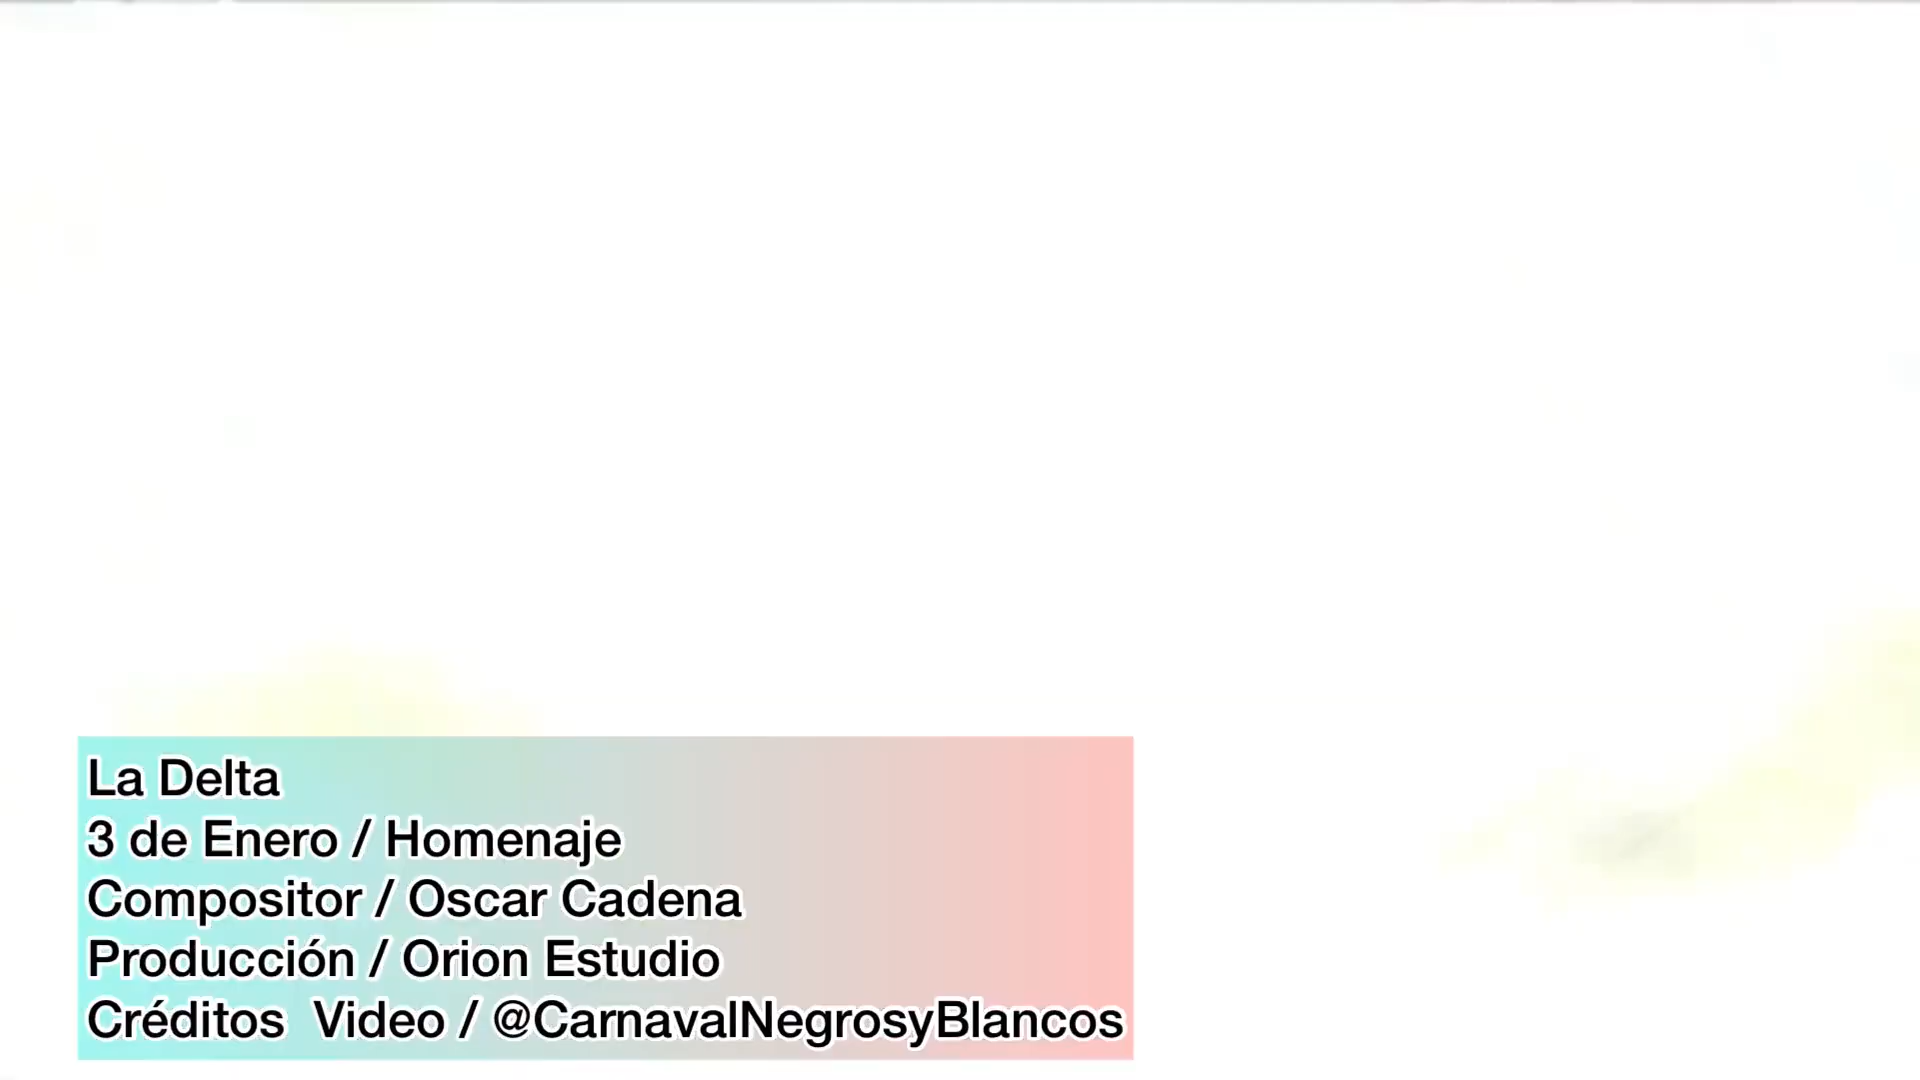 La Delta
3 de Enero / Homenaje
Compositor / Oscar Cadena
Producción / Orion Estudio
Créditos  Video / @CarnavalNegrosyBlancos